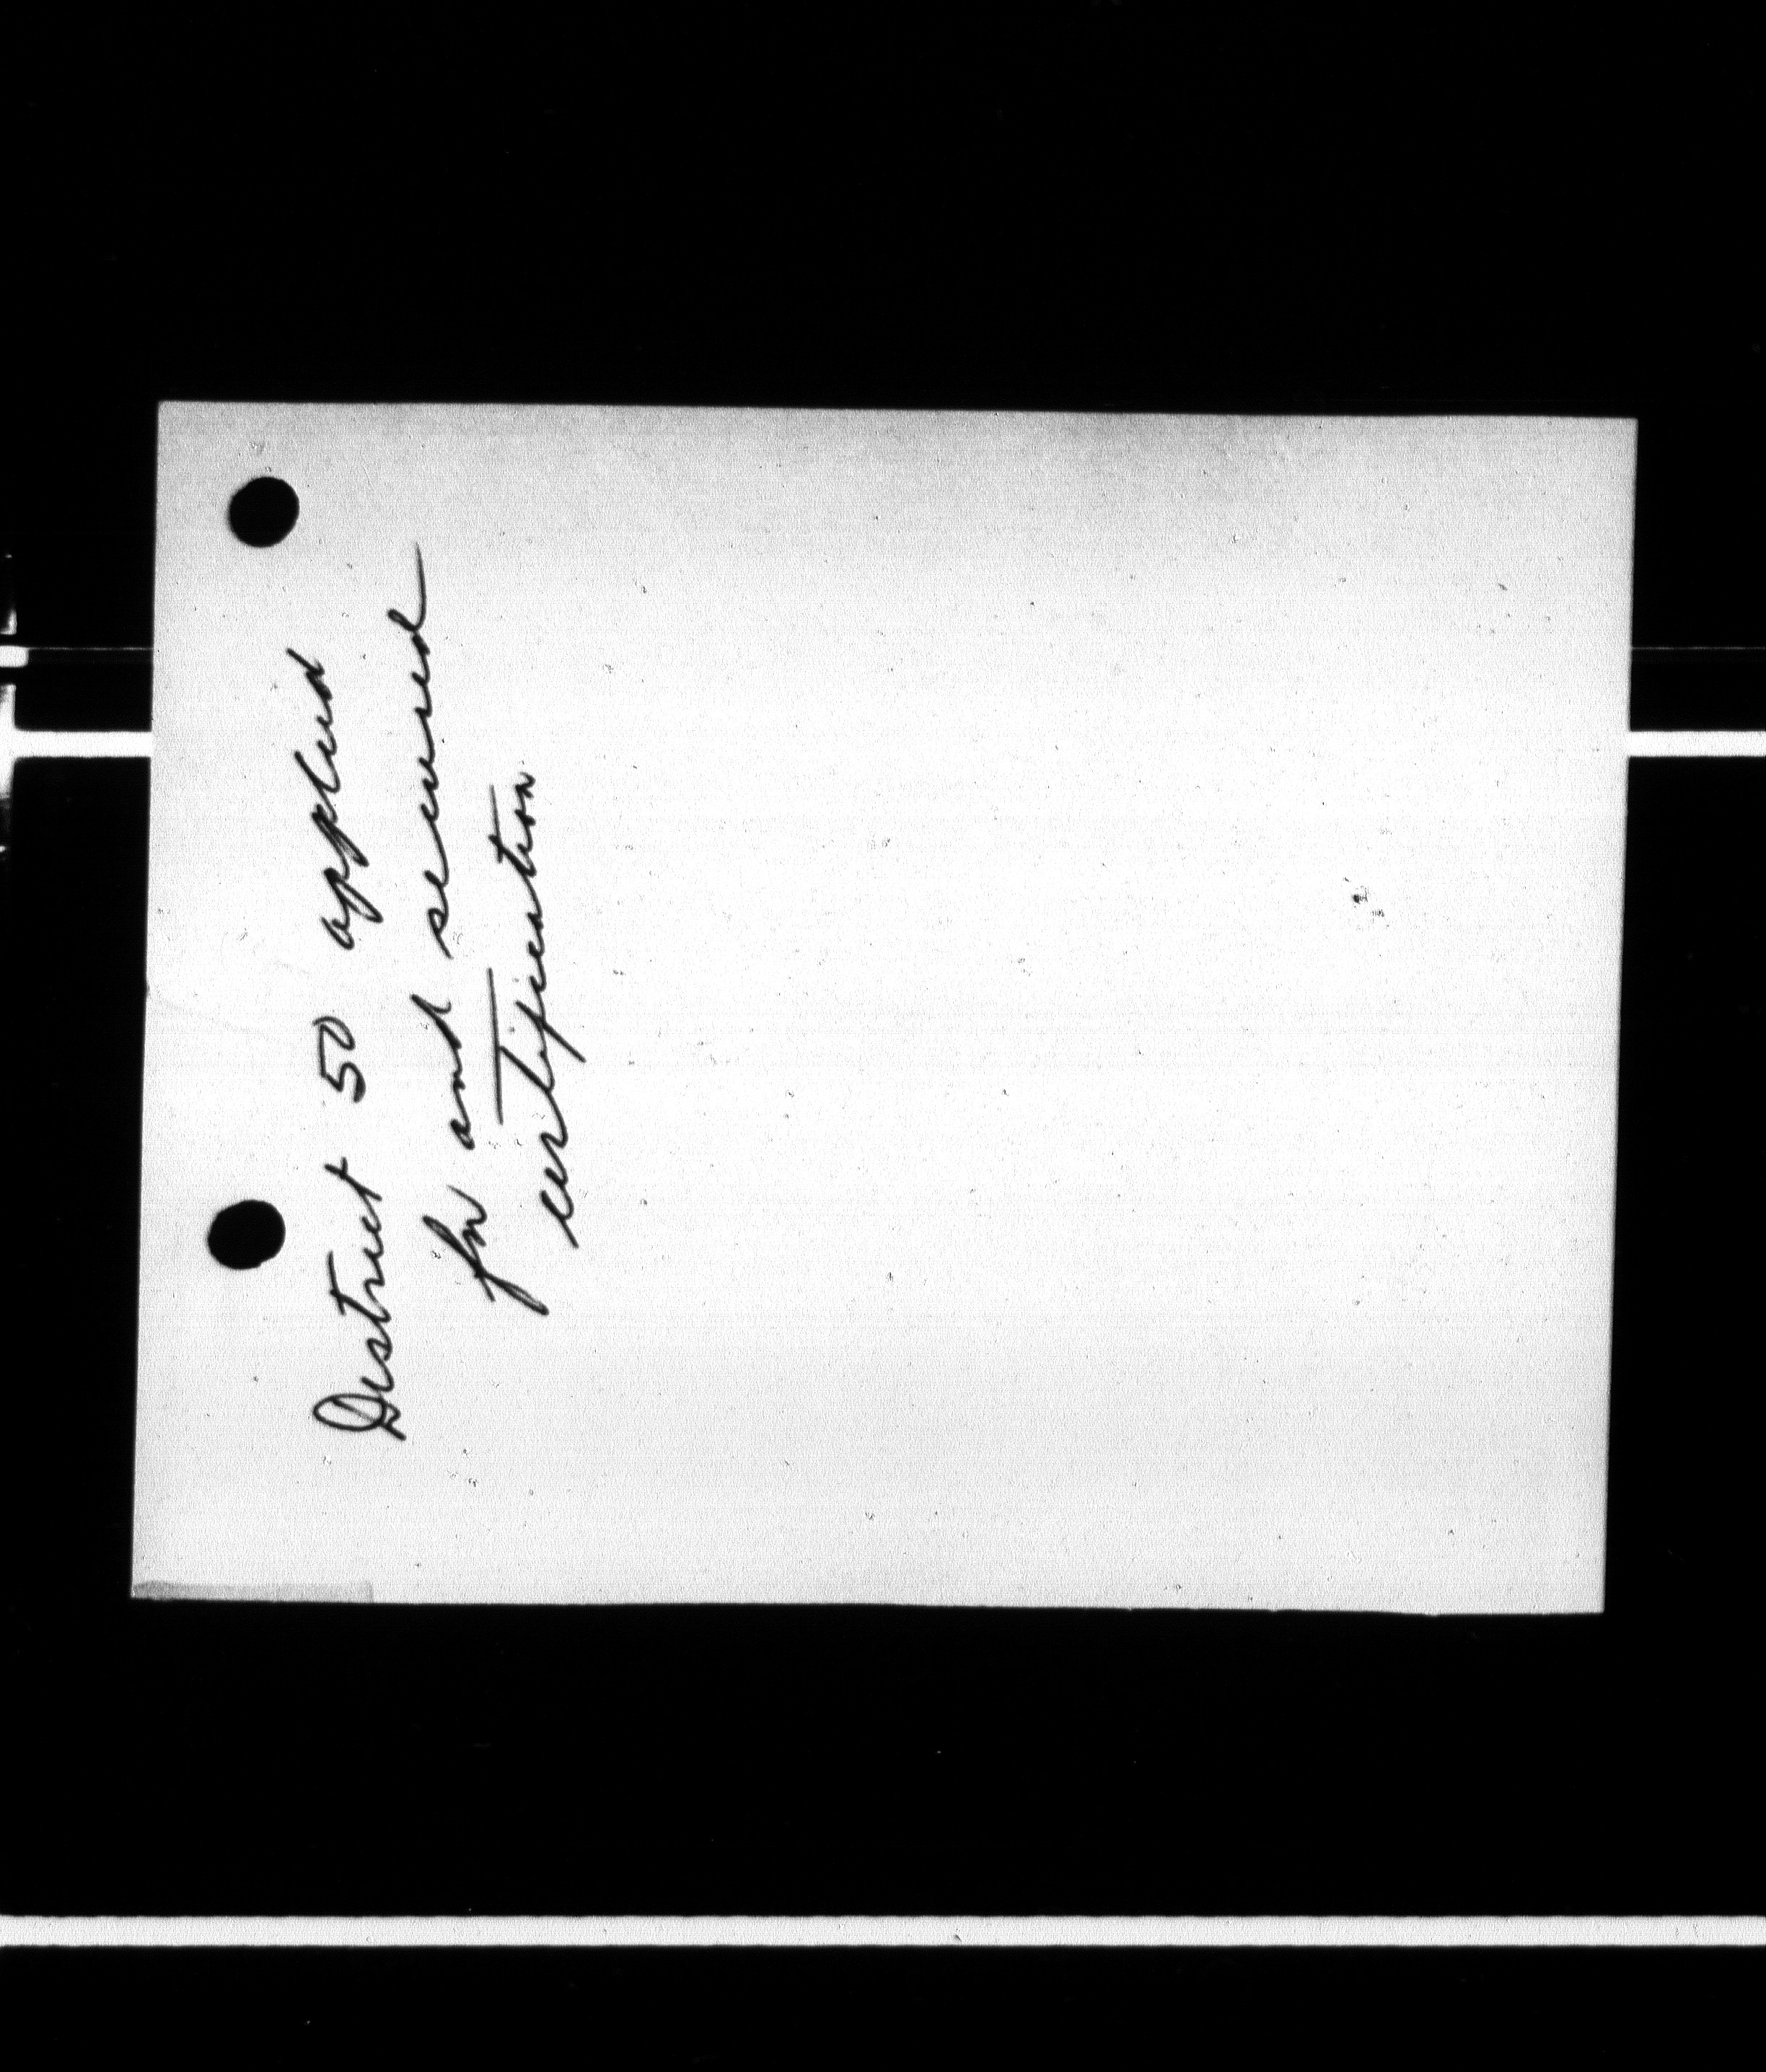 District 50 applied
for and secured
certification